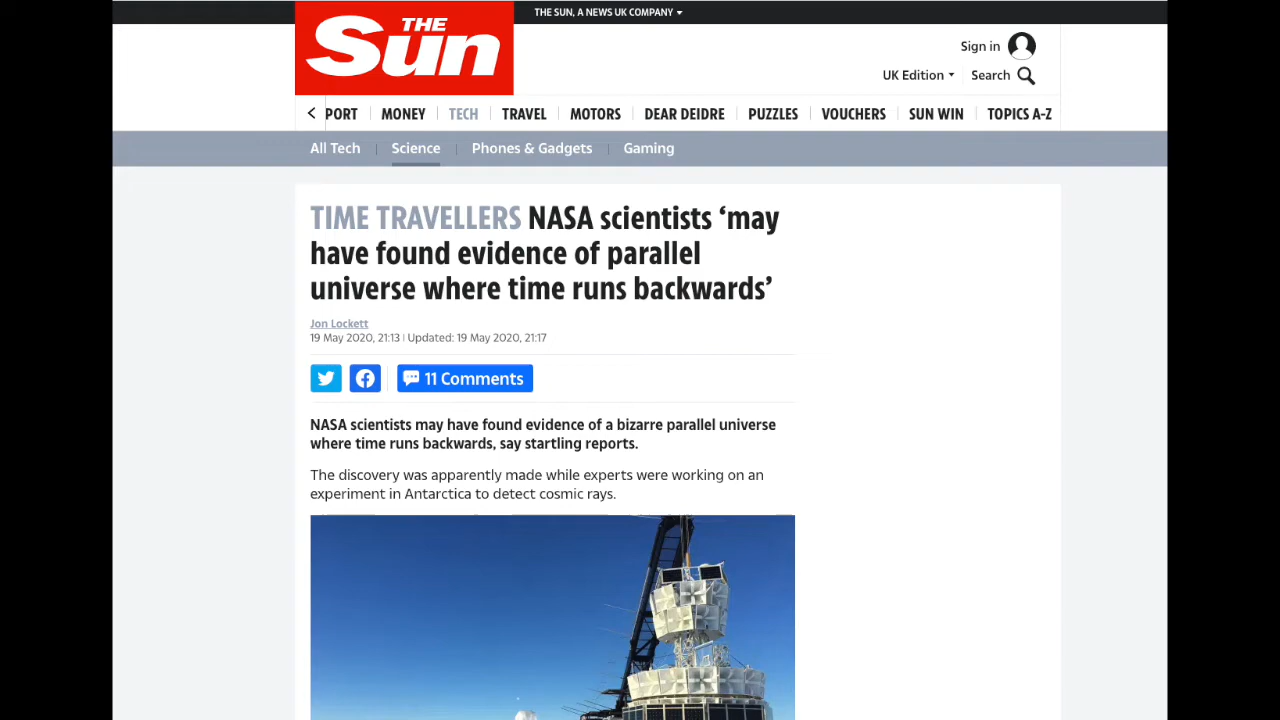 THE SUN, A NEWS UK COMPANY
THE
Sun
Sign in
UK Edition
Search
PORT
MONEY
TECH
TRAVEL
MOTORS
DEAR DEIDRE
PUZZLES
VOUCHERS
SUN WIN
TOPICS A-Z
All Tech
Science
Phones & Gadgets
Gaming
TIME TRAVELLERS NASA scientists ‘may
have found evidence of parallel
universe where time runs backwards’
Jon Lockett
19 May 2020, 21:13 | Updated: 19 May 2020, 21:17
11 Comments
NASA scientists may have found evidence of a bizarre parallel universe
where time runs backwards, say startling reports.
The discovery was apparently made while experts were working on an
experiment in Antarctica to detect cosmic rays.